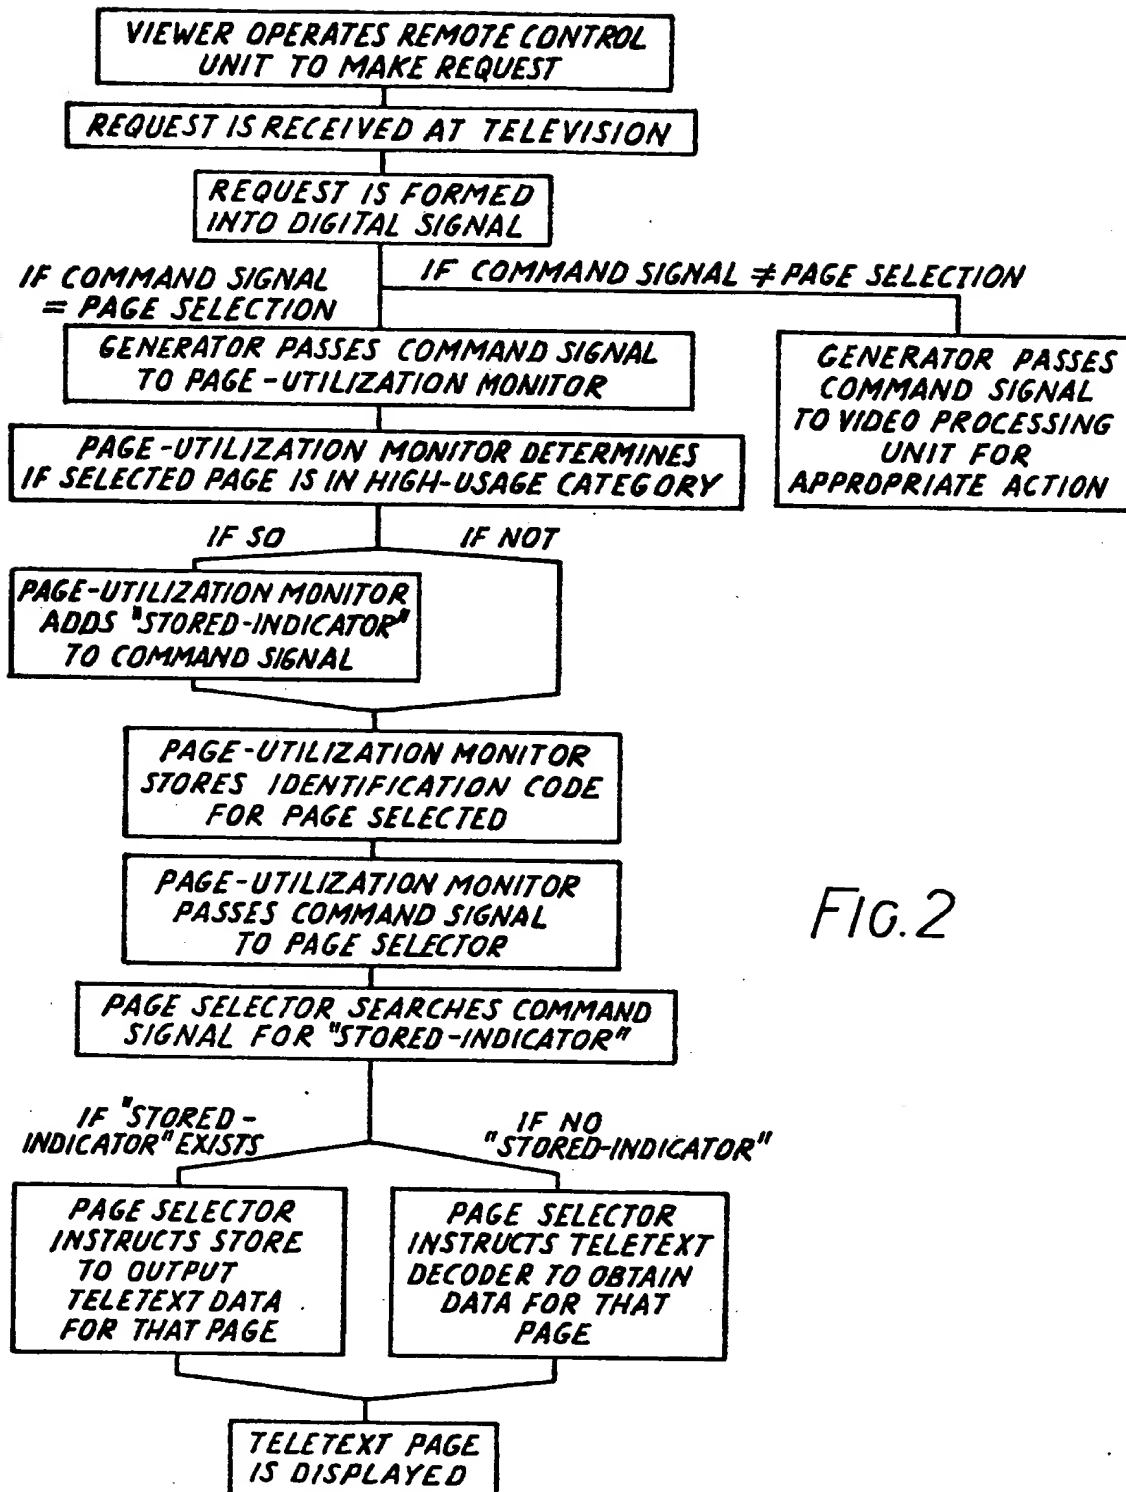 VIEWER OPERATES REMOTE CONTROL
UNIT TO MAKE REQUEST
REQUEST IS RECEIVED AT TELEVISION
REQUEST IS FORMED
INTO DIGITAL SIGNAL
IF COMMAND SIGNAL
= PAGE SELECTION
IF COMMAND SIGNAL ≠ PAGE SELECTION
GENERATOR PASSES COMMAND SIGNAL
TO PAGE-UTILIZATION MONITOR
GENERATOR PASSES
COMMAND SIGNAL
TO VIDEO PROCESSING
UNIT FOR
APPROPRIATE ACTION
PAGE-UTILIZATION MONITOR DETERMINES
IF SELECTED PAGE IS IN HIGH-USAGE CATEGORY
IF SO
IF NOT
PAGE-UTILIZATION MONITOR
ADDS "STORED-INDICATOR"
TO COMMAND SIGNAL
PAGE-UTILIZATION MONITOR
STORES IDENTIFICATION CODE
FOR PAGE SELECTED
PAGE-UTILIZATION MONITOR
PASSES COMMAND SIGNAL
TO PAGE SELECTOR
FIG.2
PAGE SELECTOR SEARCHES COMMAND
SIGNAL FOR "STORED-INDICATOR"
IF "STORED-
INDICATOR" EXISTS
IF NO
"STORED-INDICATOR"
PAGE SELECTOR
INSTRUCTS STORE
TO OUTPUT
TELETEXT DATA
FOR THAT PAGE
PAGE SELECTOR
INSTRUCTS TELETEXT
DECODER TO OBTAIN
DATA FOR THAT
PAGE
TELETEXT PAGE
IS DISPLAYED